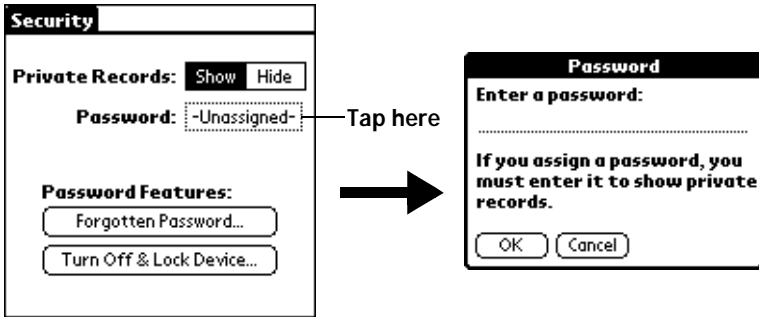 Security
Private Records: Show Hide
Password: -Unassigned-
Tap here
Password Features:
Forgotten Password...
Turn Off & Lock Device...
Password
Enter a password:
If you assign a password, you
must enter it to show private
records.
OK Cancel